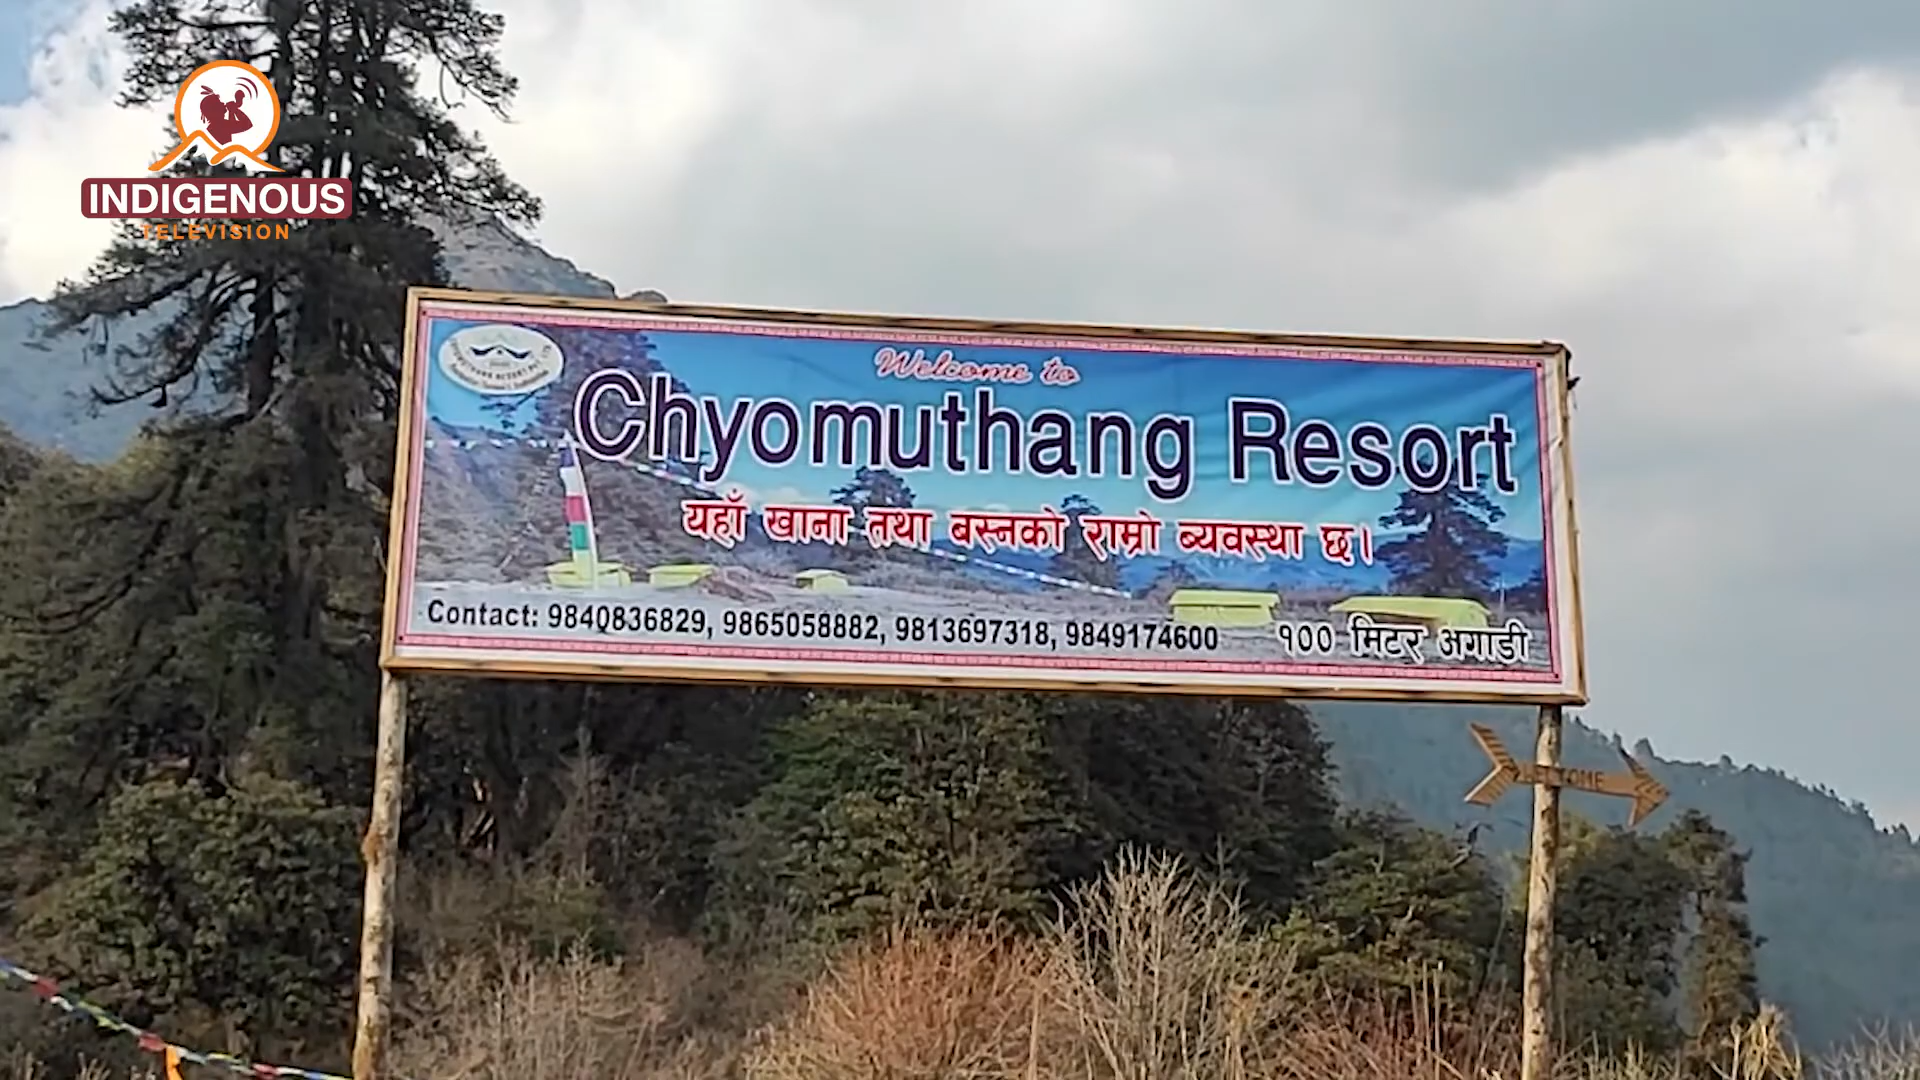 INDIGENOUS
TELEVISION
Welcome to
Chyomuthang Resort
यहाँ खाना तथा बस्नको राम्रो ब्यवस्था छ।
Contact: 9840836829, 9865058882, 9813697318, 9849174600
१०० मिटर अगाडी
WELCOME